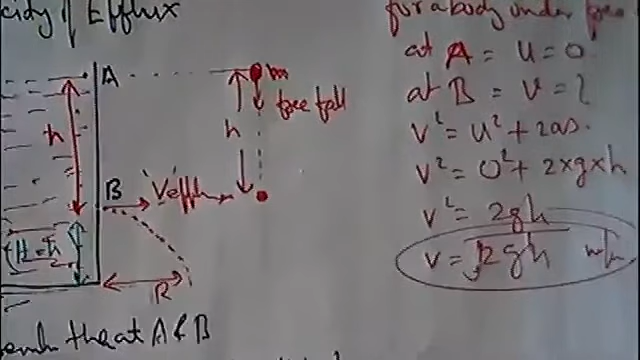 city of Efflux
A
m
free fall
h
h
B
Vefflux
(H-h)
R
at A & B
for a body under free
at A = u = 0
at B = v = ?
v² = u² + 2as.
v² = 0² + 2×g×h
v² = 2gh
v = √2gh